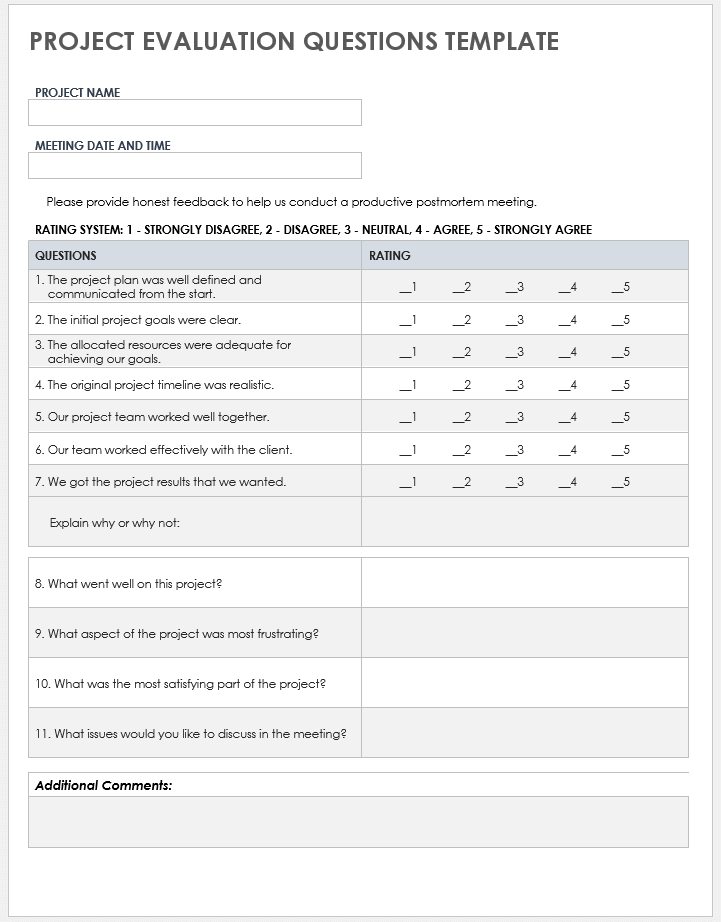 PROJECT EVALUATION QUESTIONS TEMPLATE
PROJECT NAME
MEETING DATE AND TIME
Please provide honest feedback to help us conduct a productive postmortem meeting.
RATING SYSTEM: 1 - STRONGLY DISAGREE, 2 - DISAGREE, 3 - NEUTRAL, 4 - AGREE, 5 - STRONGLY AGREE
QUESTIONS RATING
1. The project plan was well defined and
communicated from the start.
__1 __2 __3 __4 __5
2. The initial project goals were clear. __1 __2 __3 __4 __5
3. The allocated resources were adequate for
achieving our goals.
__1 __2 __3 __4 __5
4. The original project timeline was realistic. __1 __2 __3 __4 __5
5. Our project team worked well together. __1 __2 __3 __4 __5
6. Our team worked effectively with the client. __1 __2 __3 __4 __5
7. We got the project results that we wanted. __1 __2 __3 __4 __5
Explain why or why not:
8. What went well on this project?
9. What aspect of the project was most frustrating?
10. What was the most satisfying part of the project?
11. What issues would you like to discuss in the meeting?
Additional Comments: